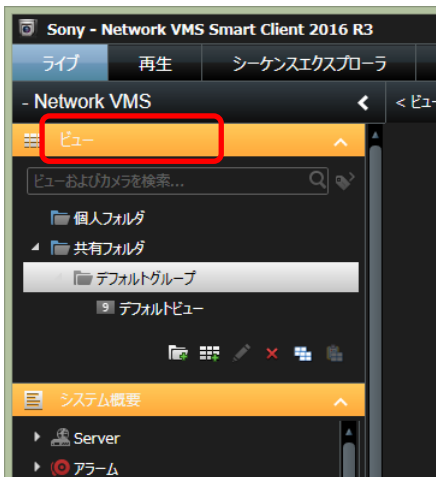 Sony - Network VMS Smart Client 2016 R3
ライブ 再生 シーケンスエクスプローラ
- Network VMS < ビュー
ビュー
ビューおよびカメラを検索...
個人フォルダ
共有フォルダ
デフォルトグループ
9 デフォルトビュー
システム概要
Server
アラーム